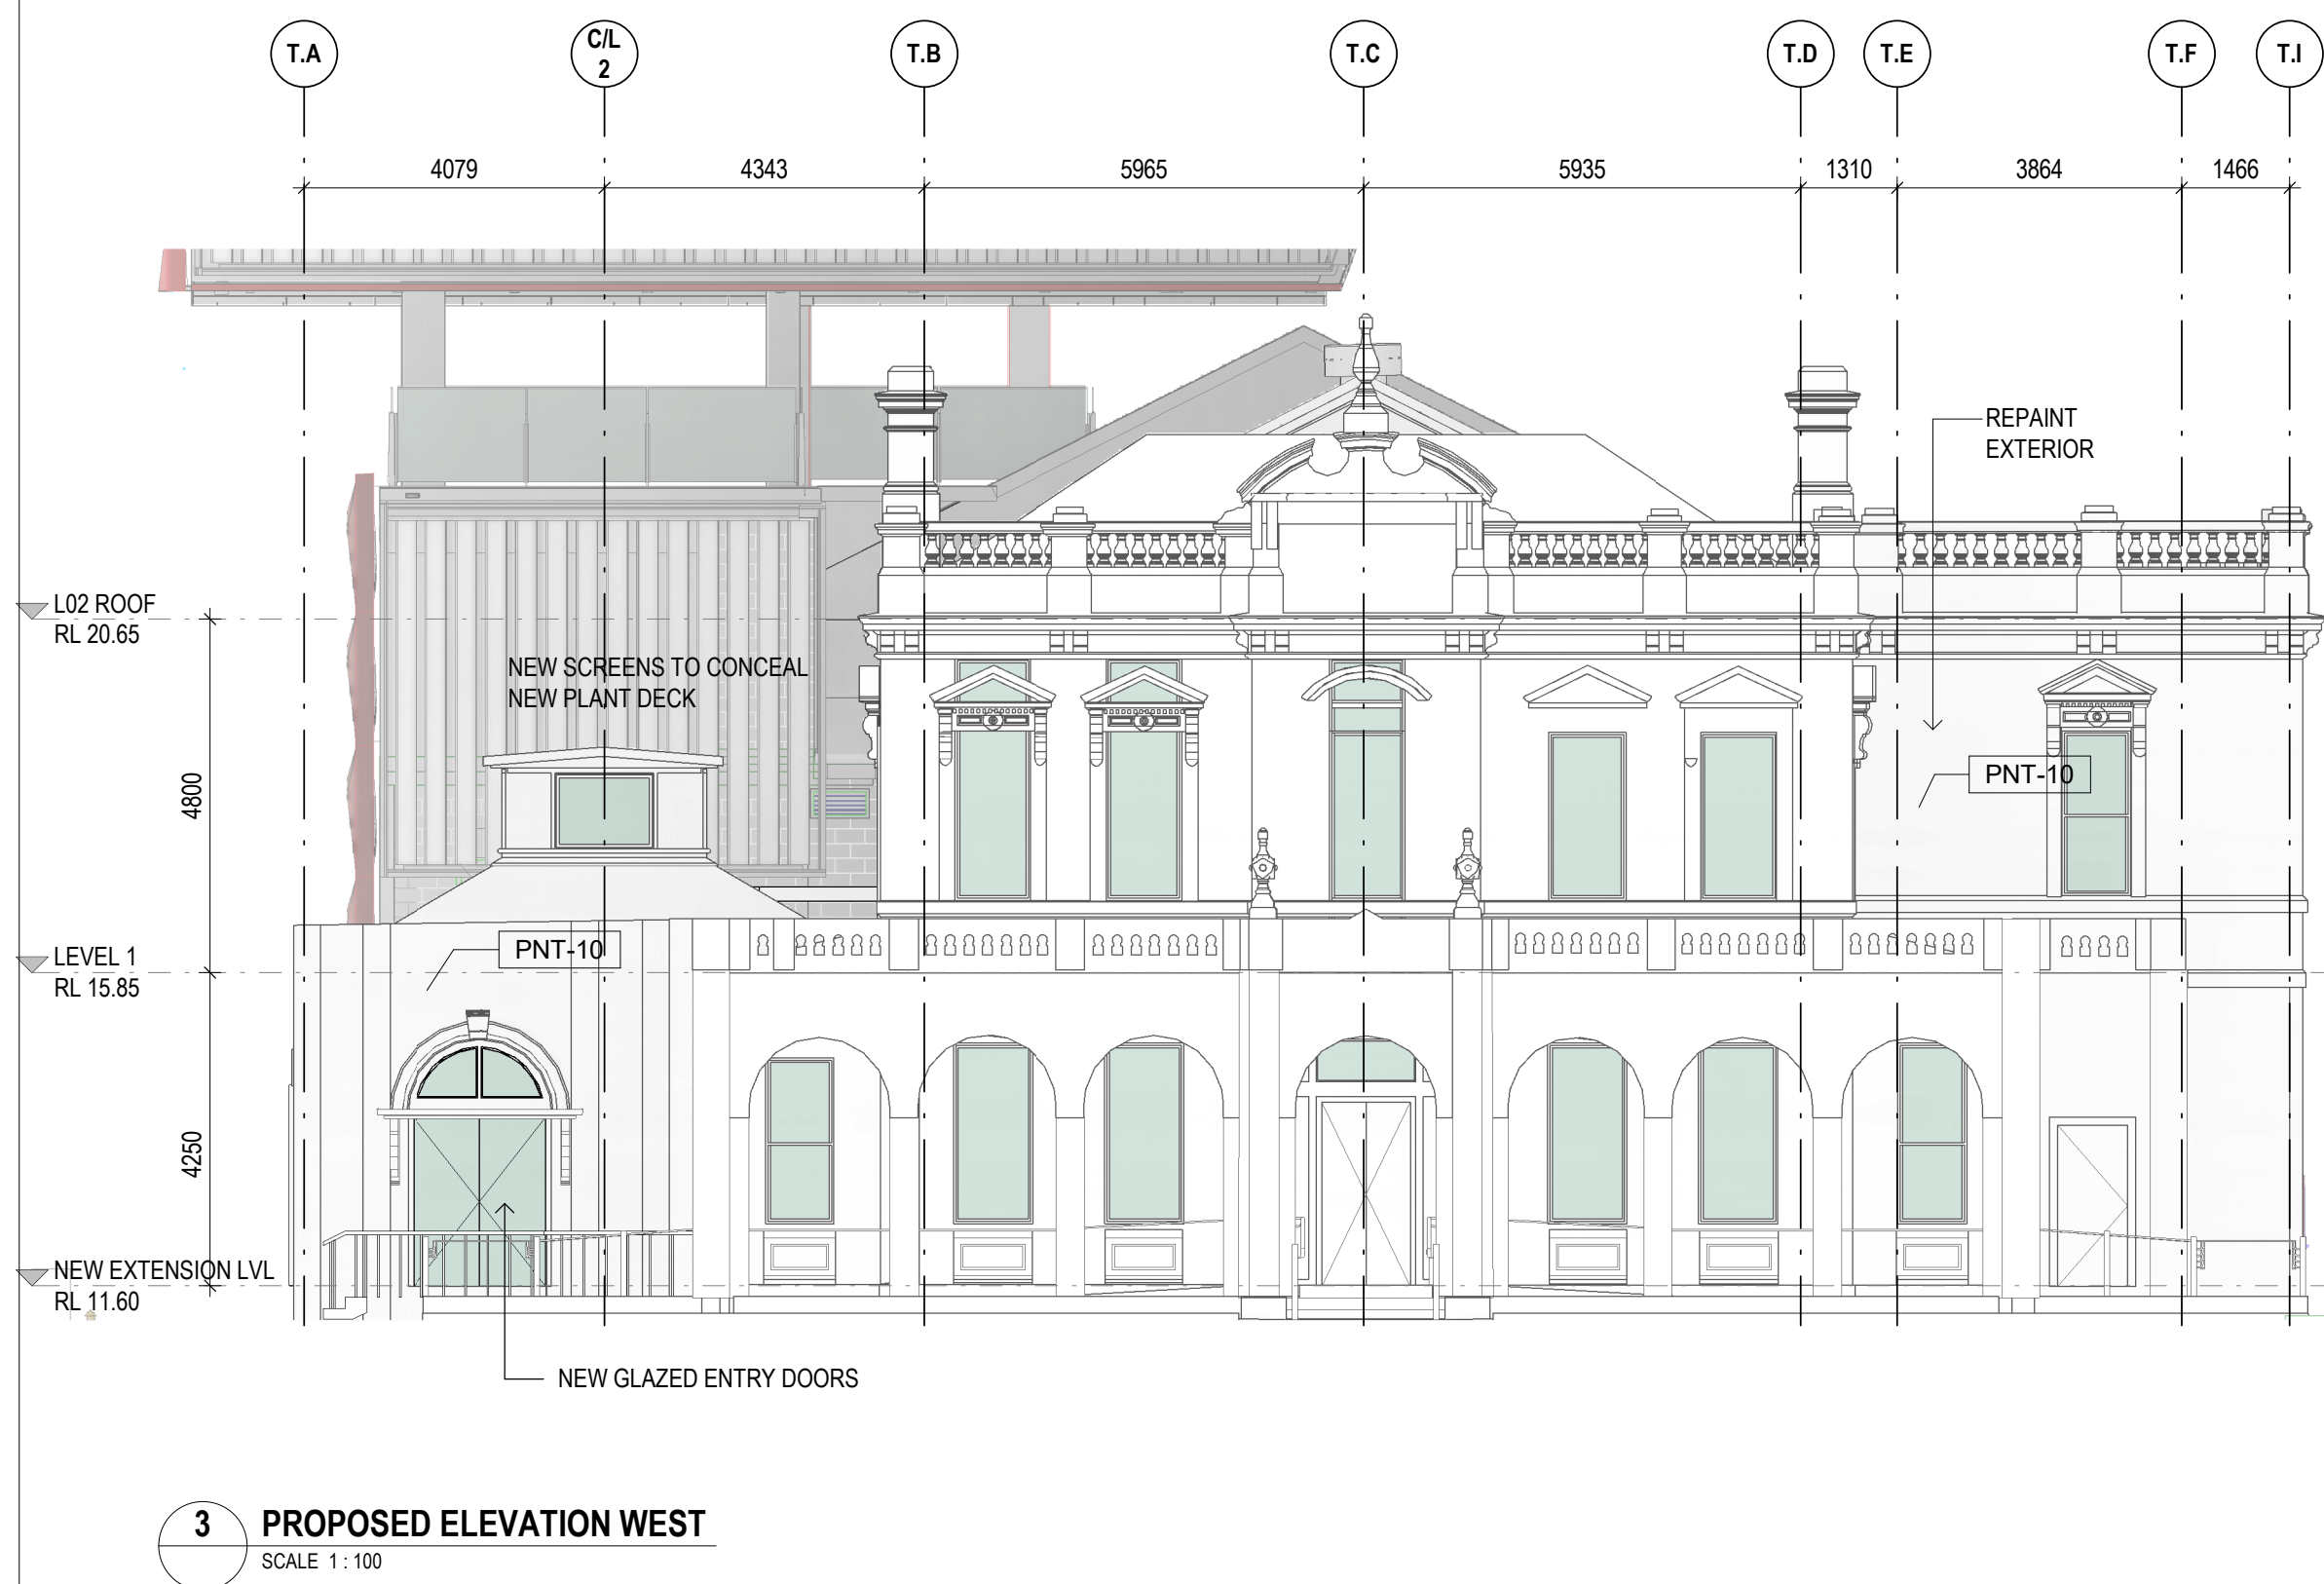 T.A
C/L
2
T.B
T.C
T.D
T.E
T.F
T.I
4079
4343
5965
5935
1310
3864
1466
REPAINT
EXTERIOR
L02 ROOF
RL 20.65
NEW SCREENS TO CONCEAL
NEW PLANT DECK
4800
PNT-10
PNT-10
LEVEL 1
RL 15.85
4250
NEW EXTENSION LVL
RL 11.60
NEW GLAZED ENTRY DOORS
3
PROPOSED ELEVATION WEST
SCALE 1 : 100